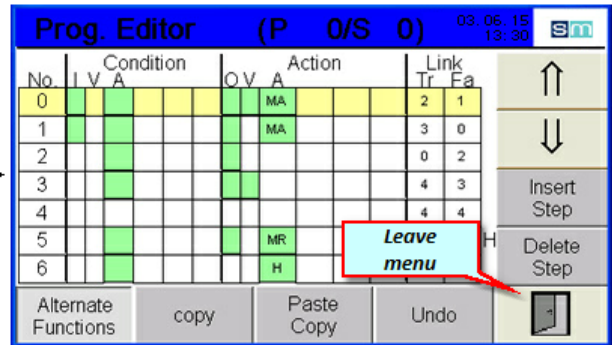 Prog. Editor (P 0/S 0) 03. 06. 15 13: 30 sm
Condition Action Link
No. I V A O V A Tr Fa
0 MA 2 1
1 MA 3 0
2 0 2
3 4 3
4 4 4
5 MR H
6 H
Insert
Step
Delete
Step
Leave
menu
Alternate
Functions
copy
Paste
Copy
Undo